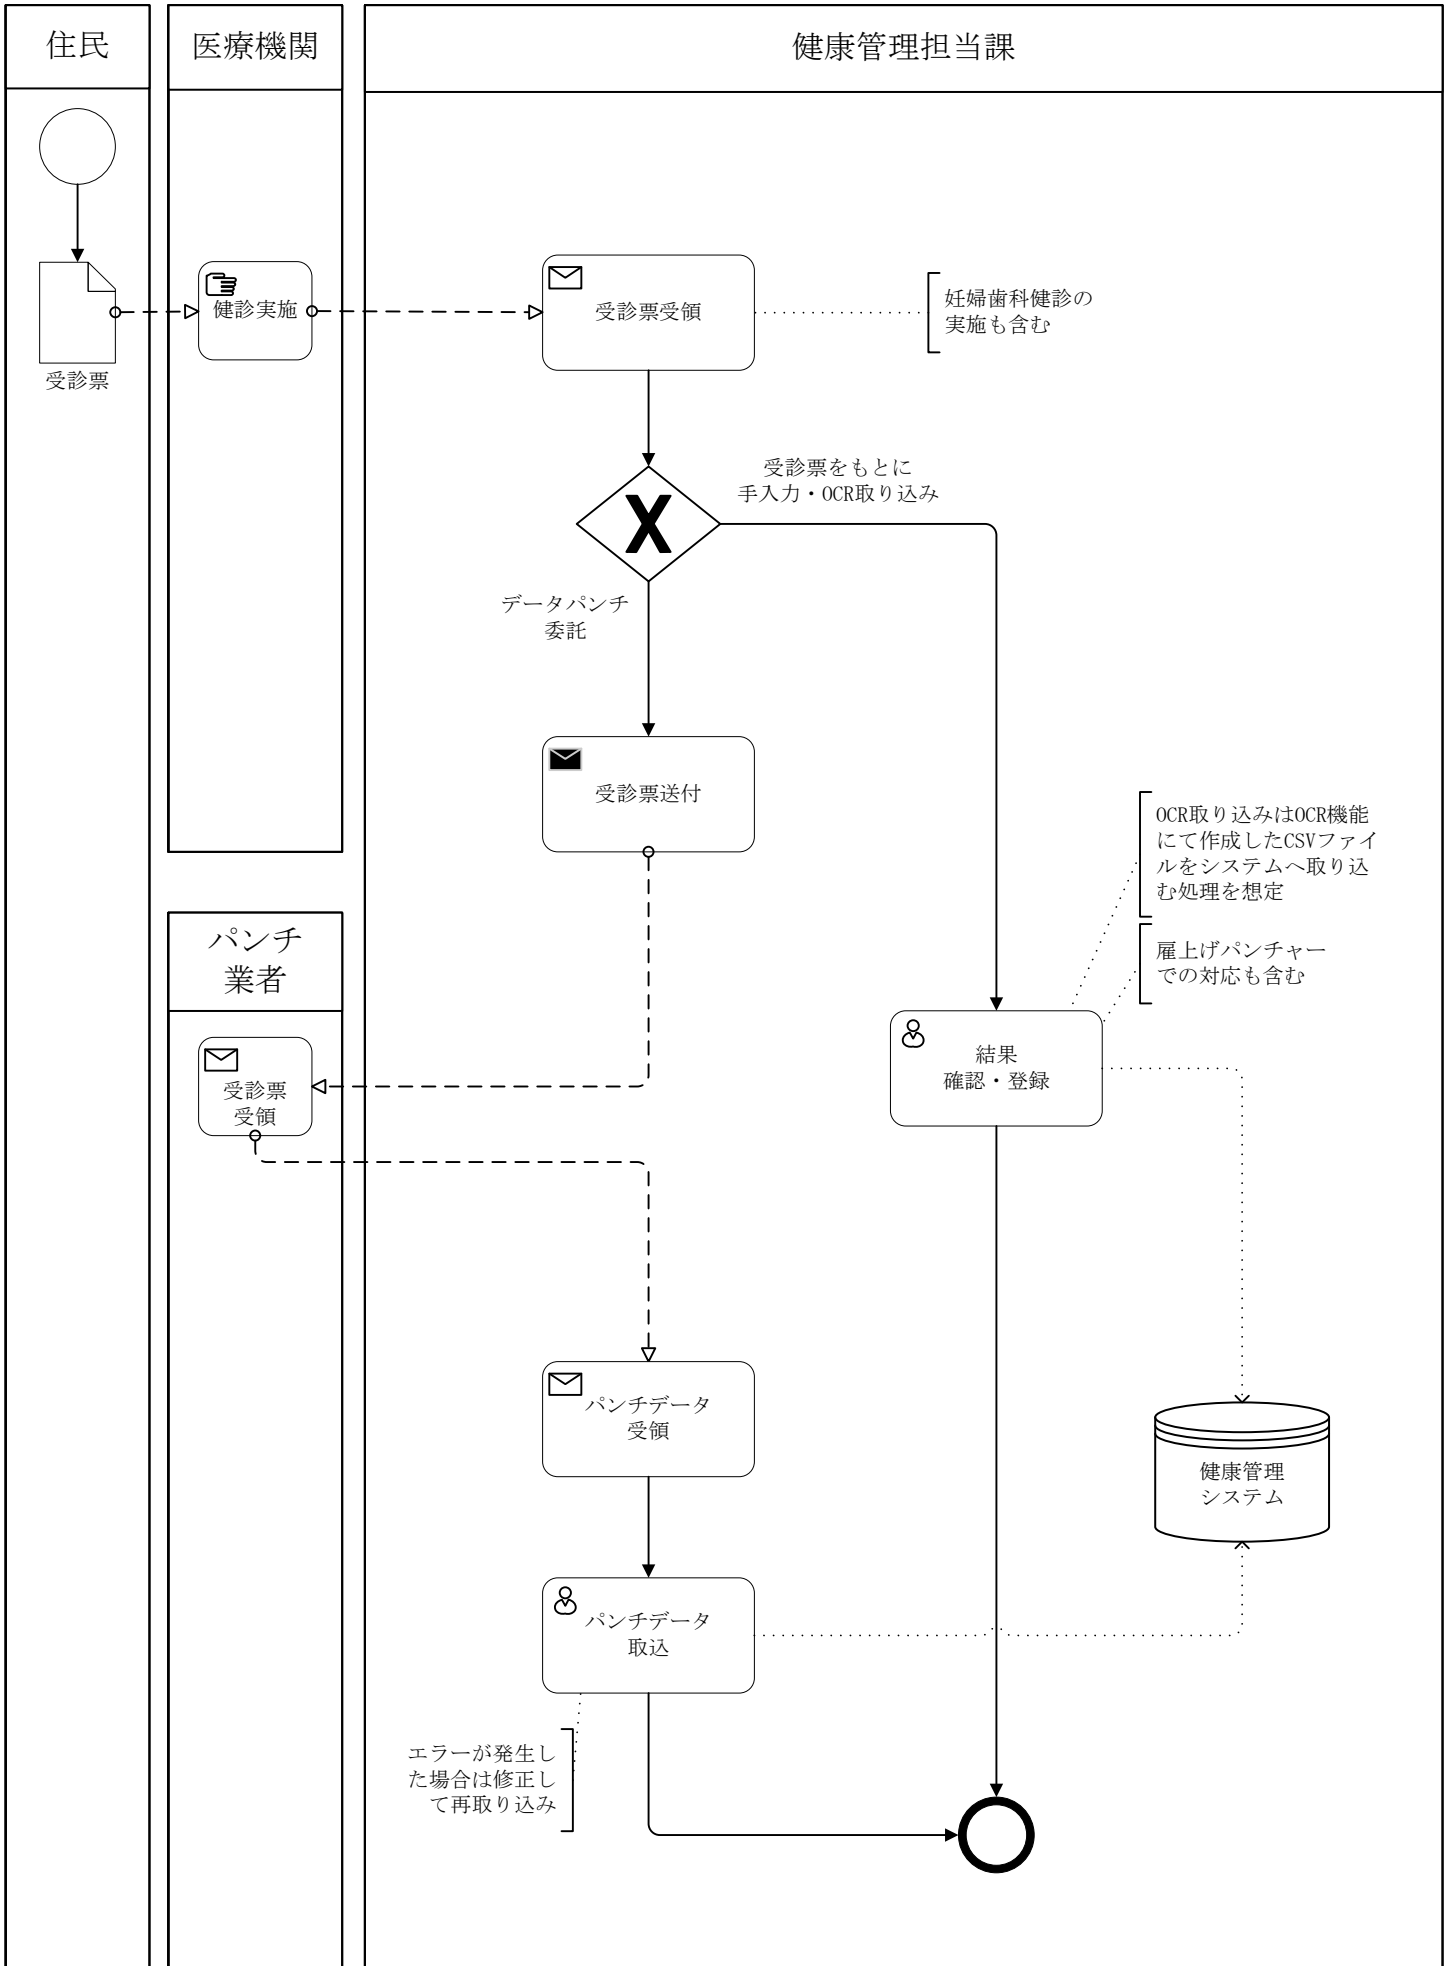 住民
医療機関
健康管理担当課
受診票
健診実施
受診票受領
妊婦歯科健診の
実施も含む
受診票をもとに
手入力・OCR取り込み
データパンチ
委託
受診票送付
OCR取り込みはOCR機能
にて作成したCSVファイ
ルをシステムへ取り込
む処理を想定
雇上げパンチャー
での対応も含む
パンチ
業者
受診票
受領
結果
確認・登録
パンチデータ
受領
健康管理
システム
パンチデータ
取込
エラーが発生し
た場合は修正し
て再取り込み